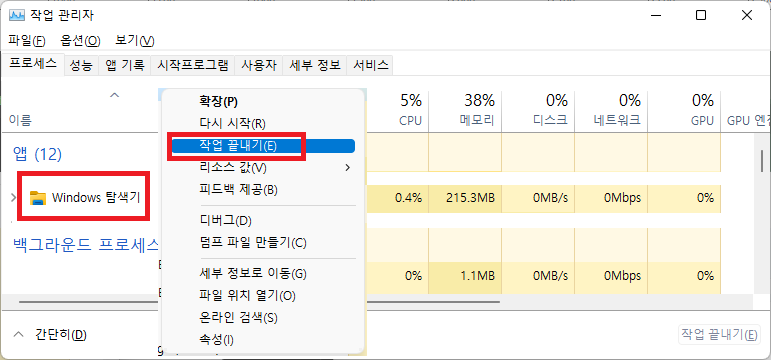 작업 관리자
파일(F) 옵션(O) 보기(V)
프로세스 성능 앱 기록 시작프로그램 사용자 세부 정보 서비스
5% 38% 0% 0% 0%
이름 CPU 메모리 디스크 네트워크 GPU GPU 엔진
앱 (12)
Windows 탐색기 0.4% 215.3MB 0MB/s 0Mbps 0%
백그라운드 프로세스
0% 1.1MB 0MB/s 0Mbps 0%
확장(P)
다시 시작(R)
작업 끝내기(E)
리소스 값(V)
피드백 제공(B)
디버그(D)
덤프 파일 만들기(C)
세부 정보로 이동(G)
파일 위치 열기(O)
온라인 검색(S)
속성(I)
간단히(D) 작업 끝내기(E)